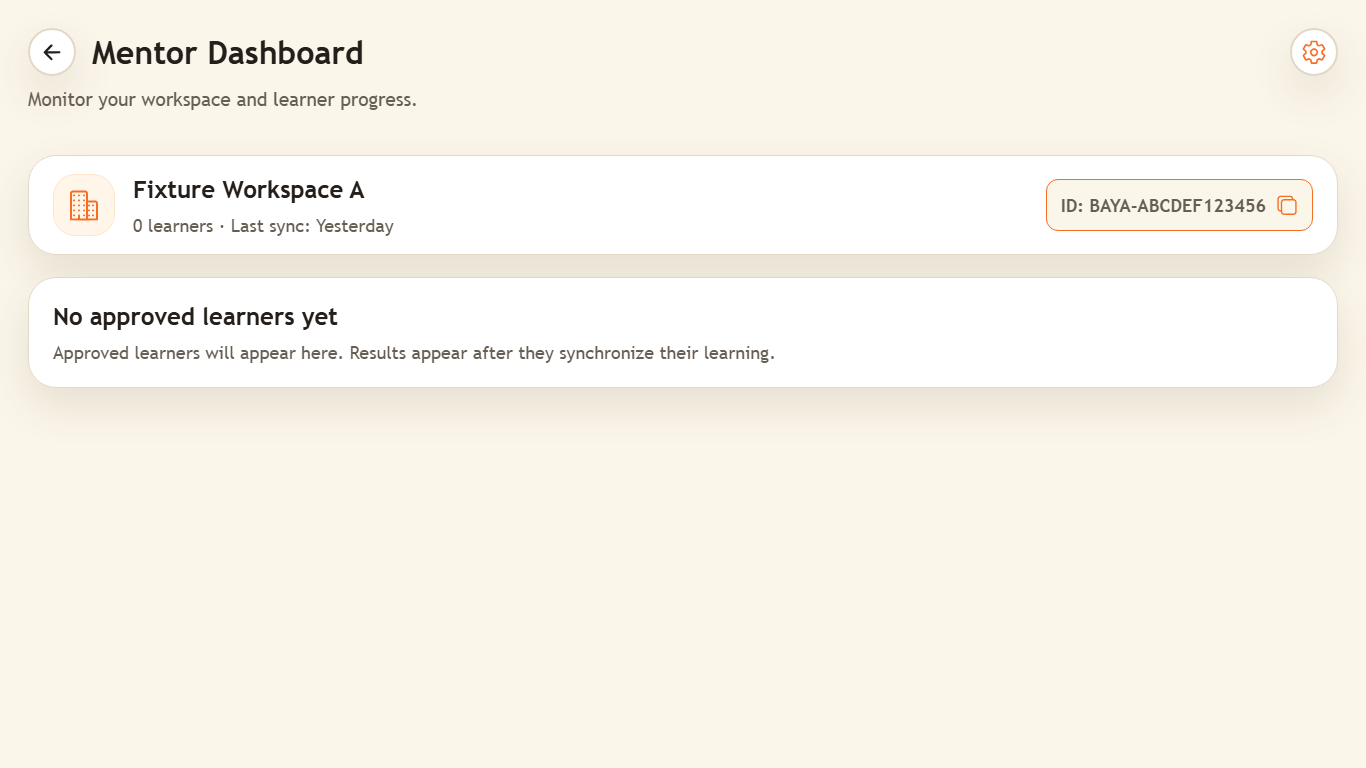 Mentor Dashboard
Monitor your workspace and learner progress.
Fixture Workspace A
0 learners · Last sync: Yesterday
ID: BAYA-ABCDEF123456
No approved learners yet
Approved learners will appear here. Results appear after they synchronize their learning.